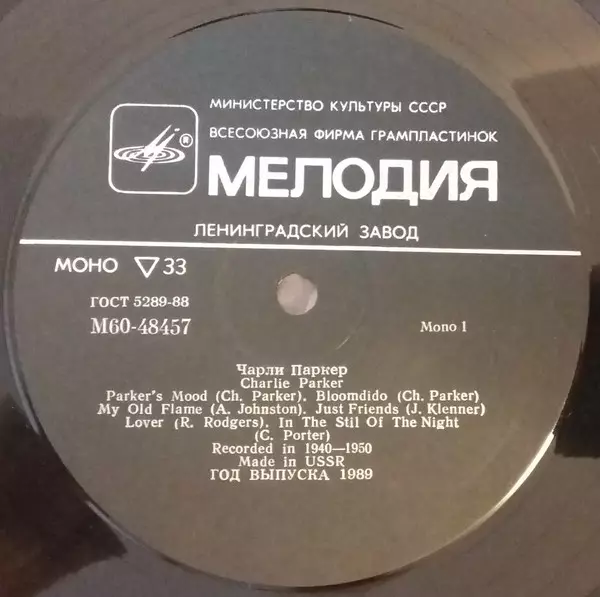 МИНИСТЕРСТВО КУЛЬТУРЫ СССР
ВСЕСОЮЗНАЯ ФИРМА ГРАМПЛАСТИНОК
®
МЕЛОДИЯ
ЛЕНИНГРАДСКИЙ ЗАВОД
МОНО ▽ 33
ГОСТ 5289-88
М60-48457 Mono 1
Чарли Паркер
Charlie Parker
Parker's Mood (Ch. Parker), Bloomdido (Ch. Parker)
My Old Flame (A. Johnston), Just Friends (J. Klenner)
Lover (R. Rodgers), In The Stil Of The Night
(C. Porter)
Recorded in 1940—1950
Made in USSR
ГОД ВЫПУСКА 1989